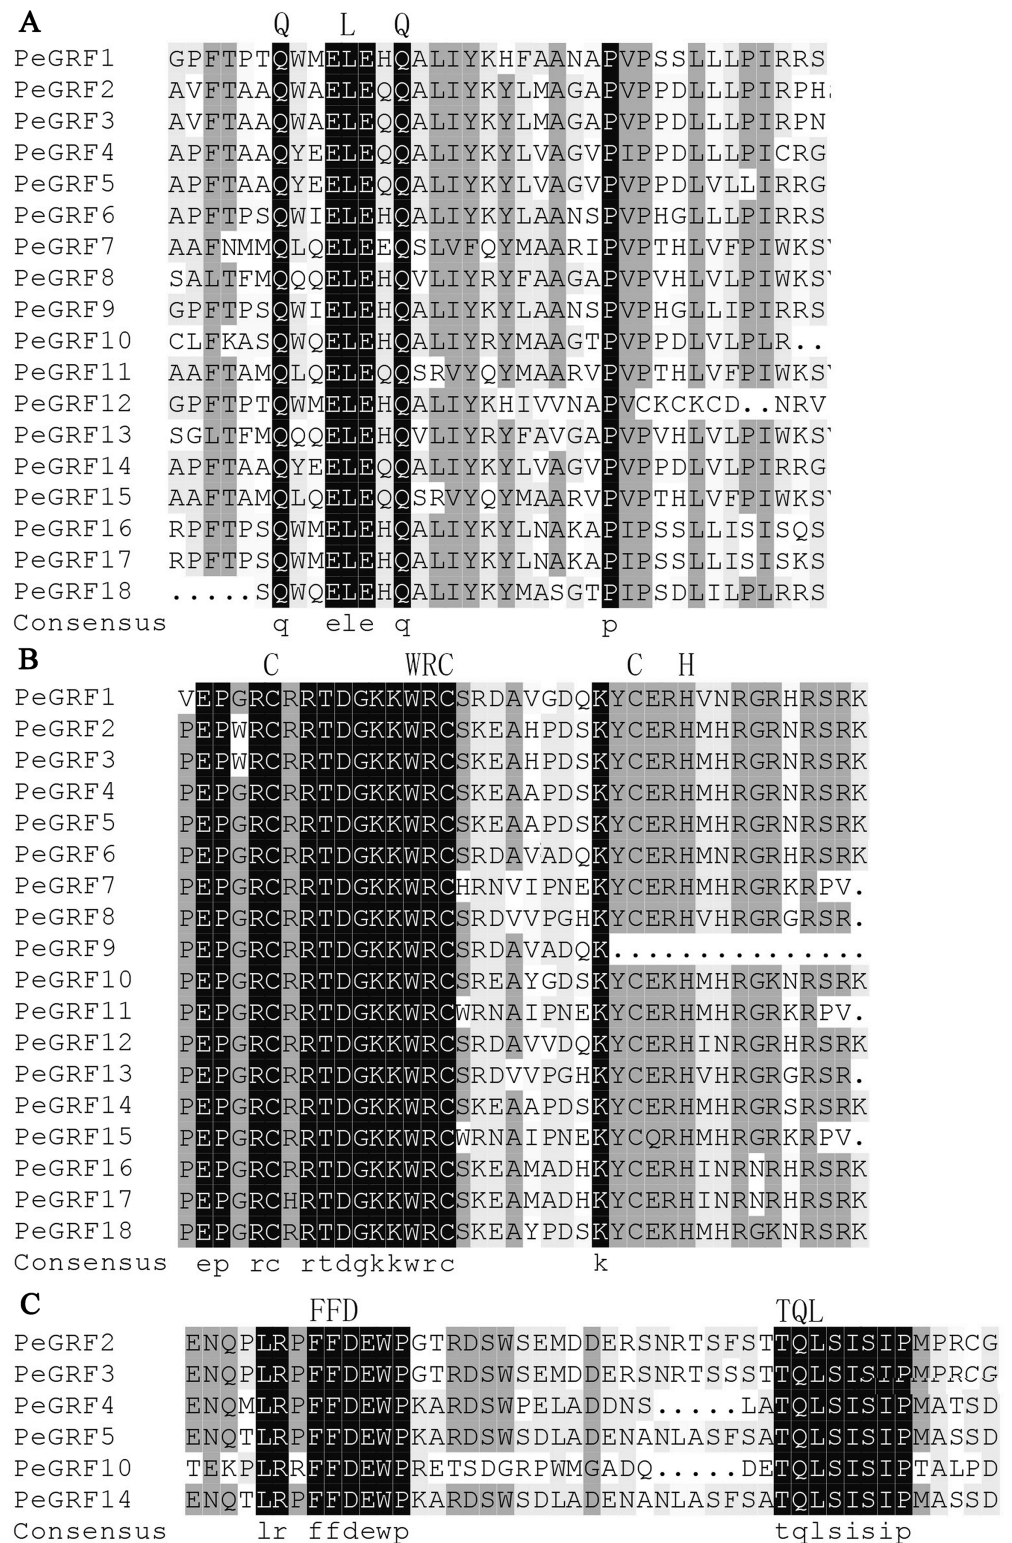 A Q L Q
PeGRF1 GPFTPTQWMELEHQALIYKHFAANAPVPSSLLLPIRRS
PeGRF2 AVFTAAQWAELEQQALIYKYLMAGAPVPPDLLLPIRPH
PeGRF3 AVFTAAQWAELEQQALIYKYLMAGAPVPPDLLLPIRPN
PeGRF4 APFTAAQYEELEQQALIYKYLVAGVPIPPDLLLPICRG
PeGRF5 APFTAAQYEELEQQALIYKYLVAGVPVPPDLVLLIRRG
PeGRF6 APFTPSQWIELEHQALIYKYLAANSPVPHGLLLPIRRS
PeGRF7 AAFNMMQLQELEEQSLVFQYMAARIPVPTHLVFPIWKS
PeGRF8 SALTFMQQQELEHQVLIYRYFAAGAPVPVHLVLPIWKS
PeGRF9 GPFTPSQWIELEHQALIYKYLAANSPVPHGLLIPIRRS
PeGRF10 CLFKASQWQELEHQALIYRYMAAGTPVPPDLVLPLR..
PeGRF11 AAFTAMQLQELEQQSRVYQYMAARVPVPTHLVFPIWKS
PeGRF12 GPFTPTQWMELEHQALIYKHIVVNAPVCKCKCD..NRV
PeGRF13 SGLTFMQQQELEHQVLIYRYFAVGAPVPVHLVLPIWKS
PeGRF14 APFTAAQYEELEQQALIYKYLVAGVPVPPDLVLPIRRG
PeGRF15 AAFTAMQLQELEQQSRVYQYMAARVPVPTHLVFPIWKS
PeGRF16 RPFTPSQWMELEHQALIYKYLNAKAPIPSSLLISISQS
PeGRF17 RPFTPSQWMELEHQALIYKYLNAKAPIPSSLLISISKS
PeGRF18 .....SQWQELEHQALIYKYMASGTPIPSDLILPLRRS
Consensus q ele q p
B C WRC C H
PeGRF1 VEPGRCRRTDGKKWRCSRDAVGDQKYCERHVNRGRHRSRK
PeGRF2 PEPWRCRRTDGKKWRCSKEAHPDSKYCERHMHRGRNRSRK
PeGRF3 PEPWRCRRTDGKKWRCSKEAHPDSKYCERHMHRGRNRSRK
PeGRF4 PEPGRCRRTDGKKWRCSKEAAPDSKYCERHMHRGRNRSRK
PeGRF5 PEPGRCRRTDGKKWRCSKEAAPDSKYCERHMHRGRNRSRK
PeGRF6 PEPGRCRRTDGKKWRCSRDAVADQKYCERHMNRGRHRSRK
PeGRF7 PEPGRCRRTDGKKWRCHRNVIPNEKYCERHMHRGRKRPV.
PeGRF8 PEPGRCRRTDGKKWRCSRDVVPGHKYCERHVHRGRGRSR.
PeGRF9 PEPGRCRRTDGKKWRCSRDAVADQK...............
PeGRF10 PEPGRCRRTDGKKWRCSREAYGDSKYCEKHMHRGKNRSRK
PeGRF11 PEPGRCRRTDGKKWRCWRNAIPNEKYCERHMHRGRKRPV.
PeGRF12 PEPGRCRRTDGKKWRCSRDAVVDQKYCERHINRGRHRSRK
PeGRF13 PEPGRCRRTDGKKWRCSRDVVPGHKYCERHVHRGRGRSR.
PeGRF14 PEPGRCRRTDGKKWRCSKEAAPDSKYCERHMHRGRSRSRK
PeGRF15 PEPGRCRRTDGKKWRCWRNAIPNEKYCQRHMHRGRKRPV.
PeGRF16 PEPGRCRRTDGKKWRCSKEAMADHKYCERHINRNRHRSRK
PeGRF17 PEPGRCHRTDGKKWRCSKEAMADHKYCERHINRNRHRSRK
PeGRF18 PEPGRCRRTDGKKWRCSKEAYPDSKYCEKHMHRGKNRSRK
Consensus ep rc rtdgkkwrc k
C FFD TQL
PeGRF2 ENQPLRPFFDEWPGTRDSWSEMDDERSNRTSFSTTQLSISIPMPRCG
PeGRF3 ENQPLRPFFDEWPGTRDSWSEMDDERSNRTSSSTTQLSISIPMPRCG
PeGRF4 ENQMLRPFFDEWPKARDSWPELADDNS.....LATQLSISIPMATSD
PeGRF5 ENQTLRPFFDEWPKARDSWSDLADENANLASFSATQLSISIPMASSD
PeGRF10 TEKPLRRFFDEWPRETSDGRPWMGADQ.....DETQLSISIPTALPD
PeGRF14 ENQTLRPFFDEWPKARDSWSDLADENANLASFSATQLSISIPMASSD
Consensus lr ffdewp tqlsisip